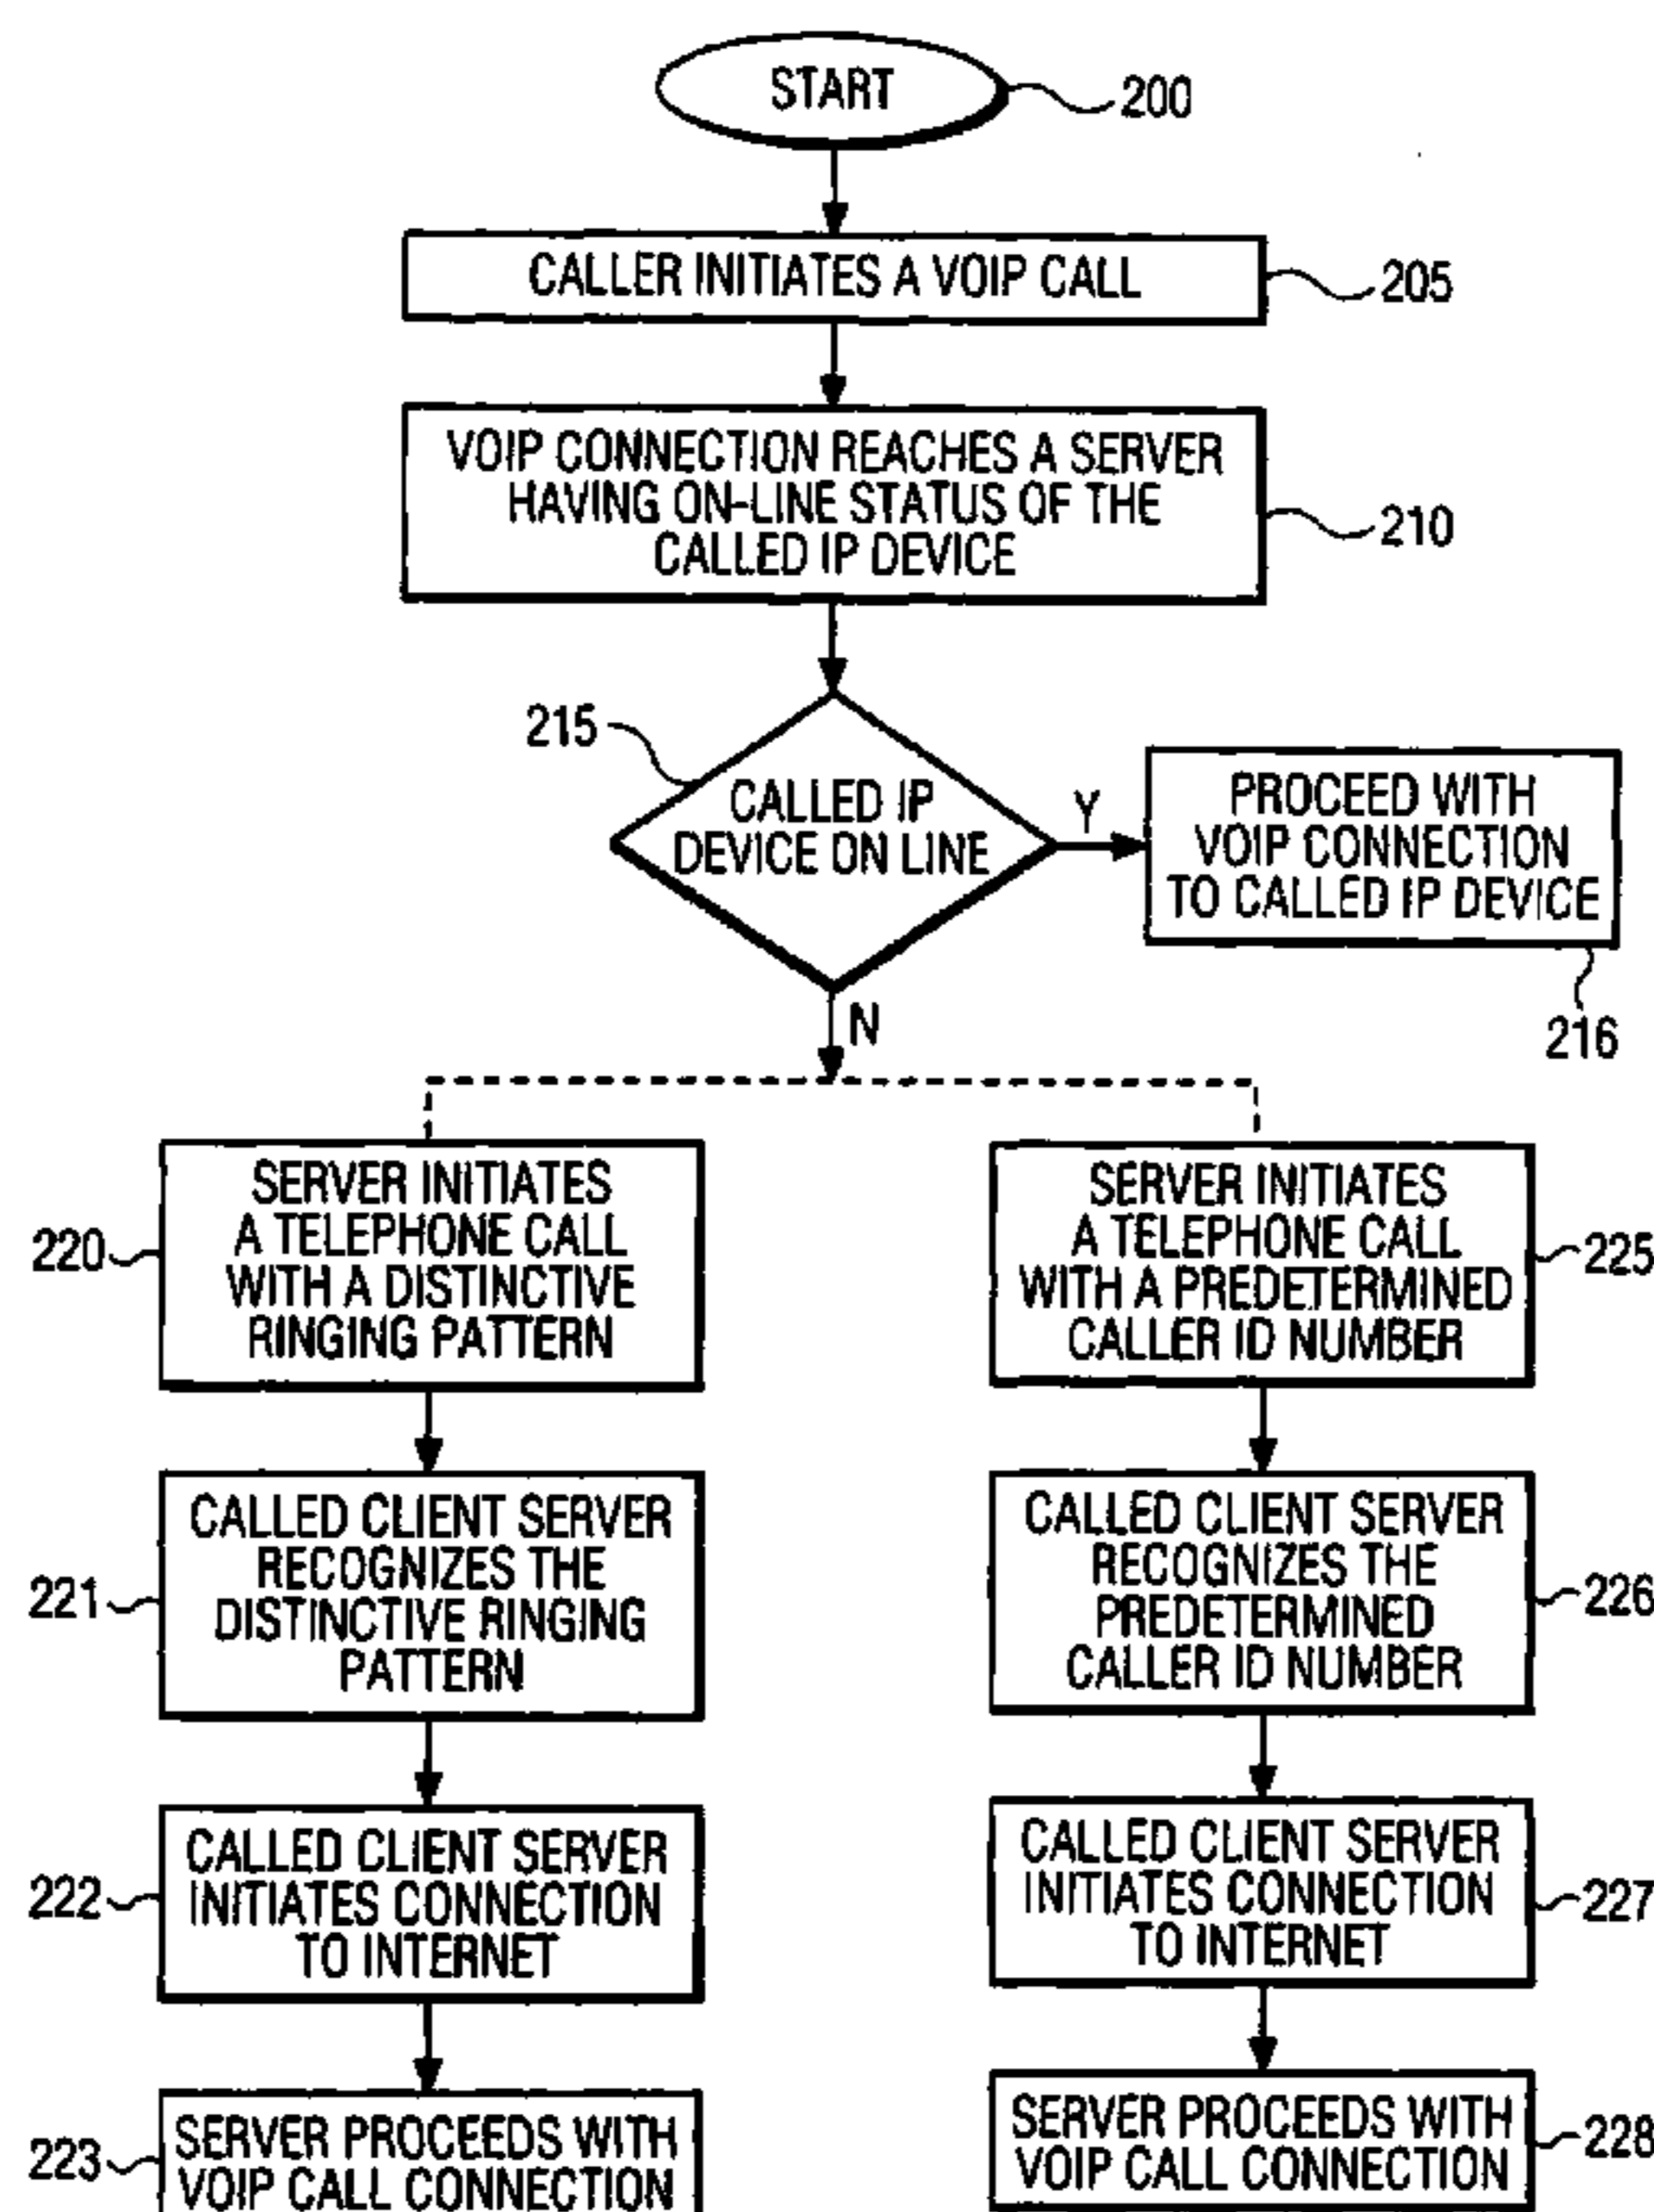 START
200
CALLER INITIATES A VOIP CALL
205
VOIP CONNECTION REACHES A SERVER
HAVING ON-LINE STATUS OF THE
CALLED IP DEVICE
210
215
CALLED IP
DEVICE ON LINE
Y
PROCEED WITH
VOIP CONNECTION
TO CALLED IP DEVICE
216
N
220
SERVER INITIATES
A TELEPHONE CALL
WITH A DISTINCTIVE
RINGING PATTERN
SERVER INITIATES
A TELEPHONE CALL
WITH A PREDETERMINED
CALLER ID NUMBER
225
221
CALLED CLIENT SERVER
RECOGNIZES THE
DISTINCTIVE RINGING
PATTERN
CALLED CLIENT SERVER
RECOGNIZES THE
PREDETERMINED
CALLER ID NUMBER
226
222
CALLED CLIENT SERVER
INITIATES CONNECTION
TO INTERNET
CALLED CLIENT SERVER
INITIATES CONNECTION
TO INTERNET
227
223
SERVER PROCEEDS WITH
VOIP CALL CONNECTION
SERVER PROCEEDS WITH
VOIP CALL CONNECTION
228